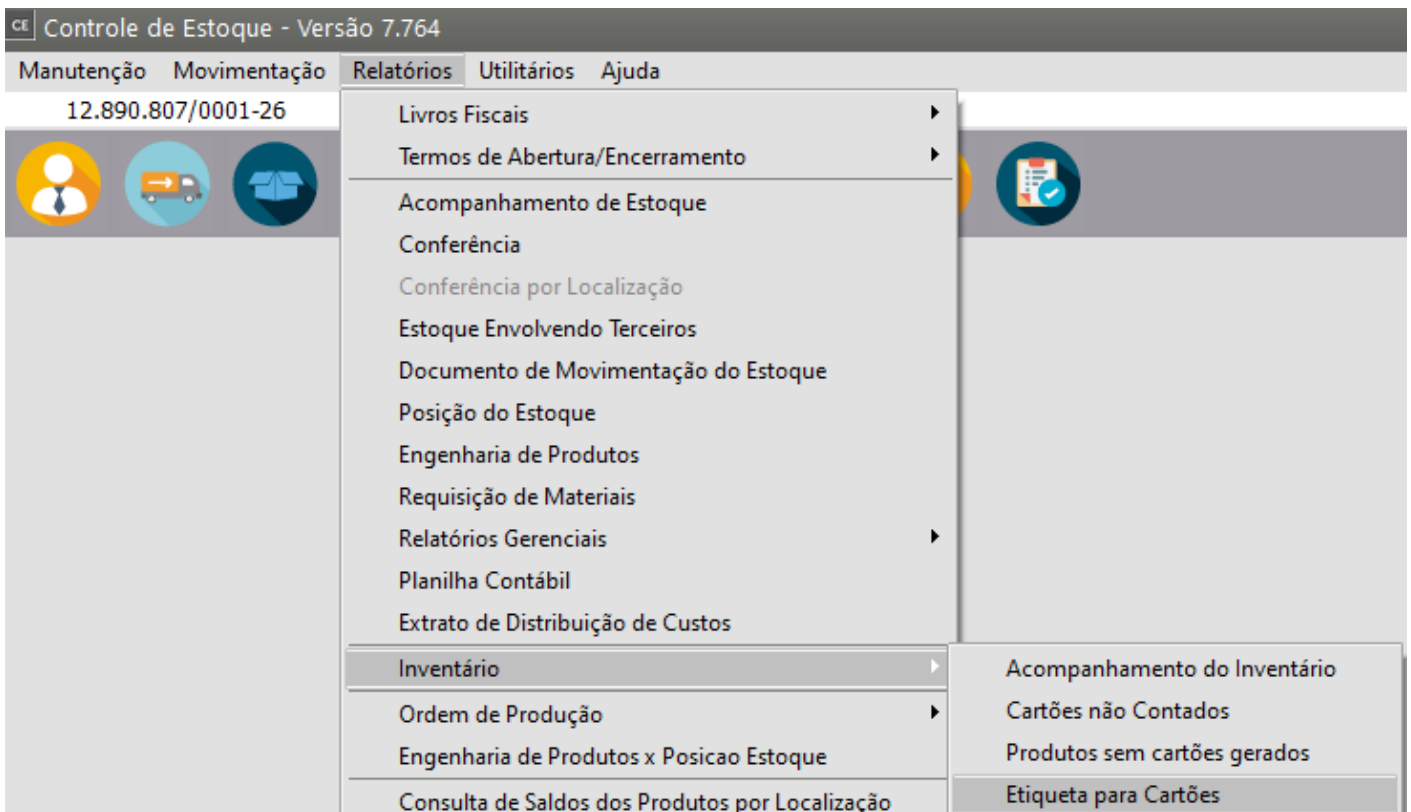 CE Controle de Estoque - Versão 7.764
Manutenção Movimentação Relatórios Utilitários Ajuda
12.890.807/0001-26
Livros Fiscais
Termos de Abertura/Encerramento
Acompanhamento de Estoque
Conferência
Conferência por Localização
Estoque Envolvendo Terceiros
Documento de Movimentação do Estoque
Posição do Estoque
Engenharia de Produtos
Requisição de Materiais
Relatórios Gerenciais
Planilha Contábil
Extrato de Distribuição de Custos
Inventário
Ordem de Produção
Engenharia de Produtos x Posicao Estoque
Consulta de Saldos dos Produtos por Localização
Acompanhamento do Inventário
Cartões não Contados
Produtos sem cartões gerados
Etiqueta para Cartões